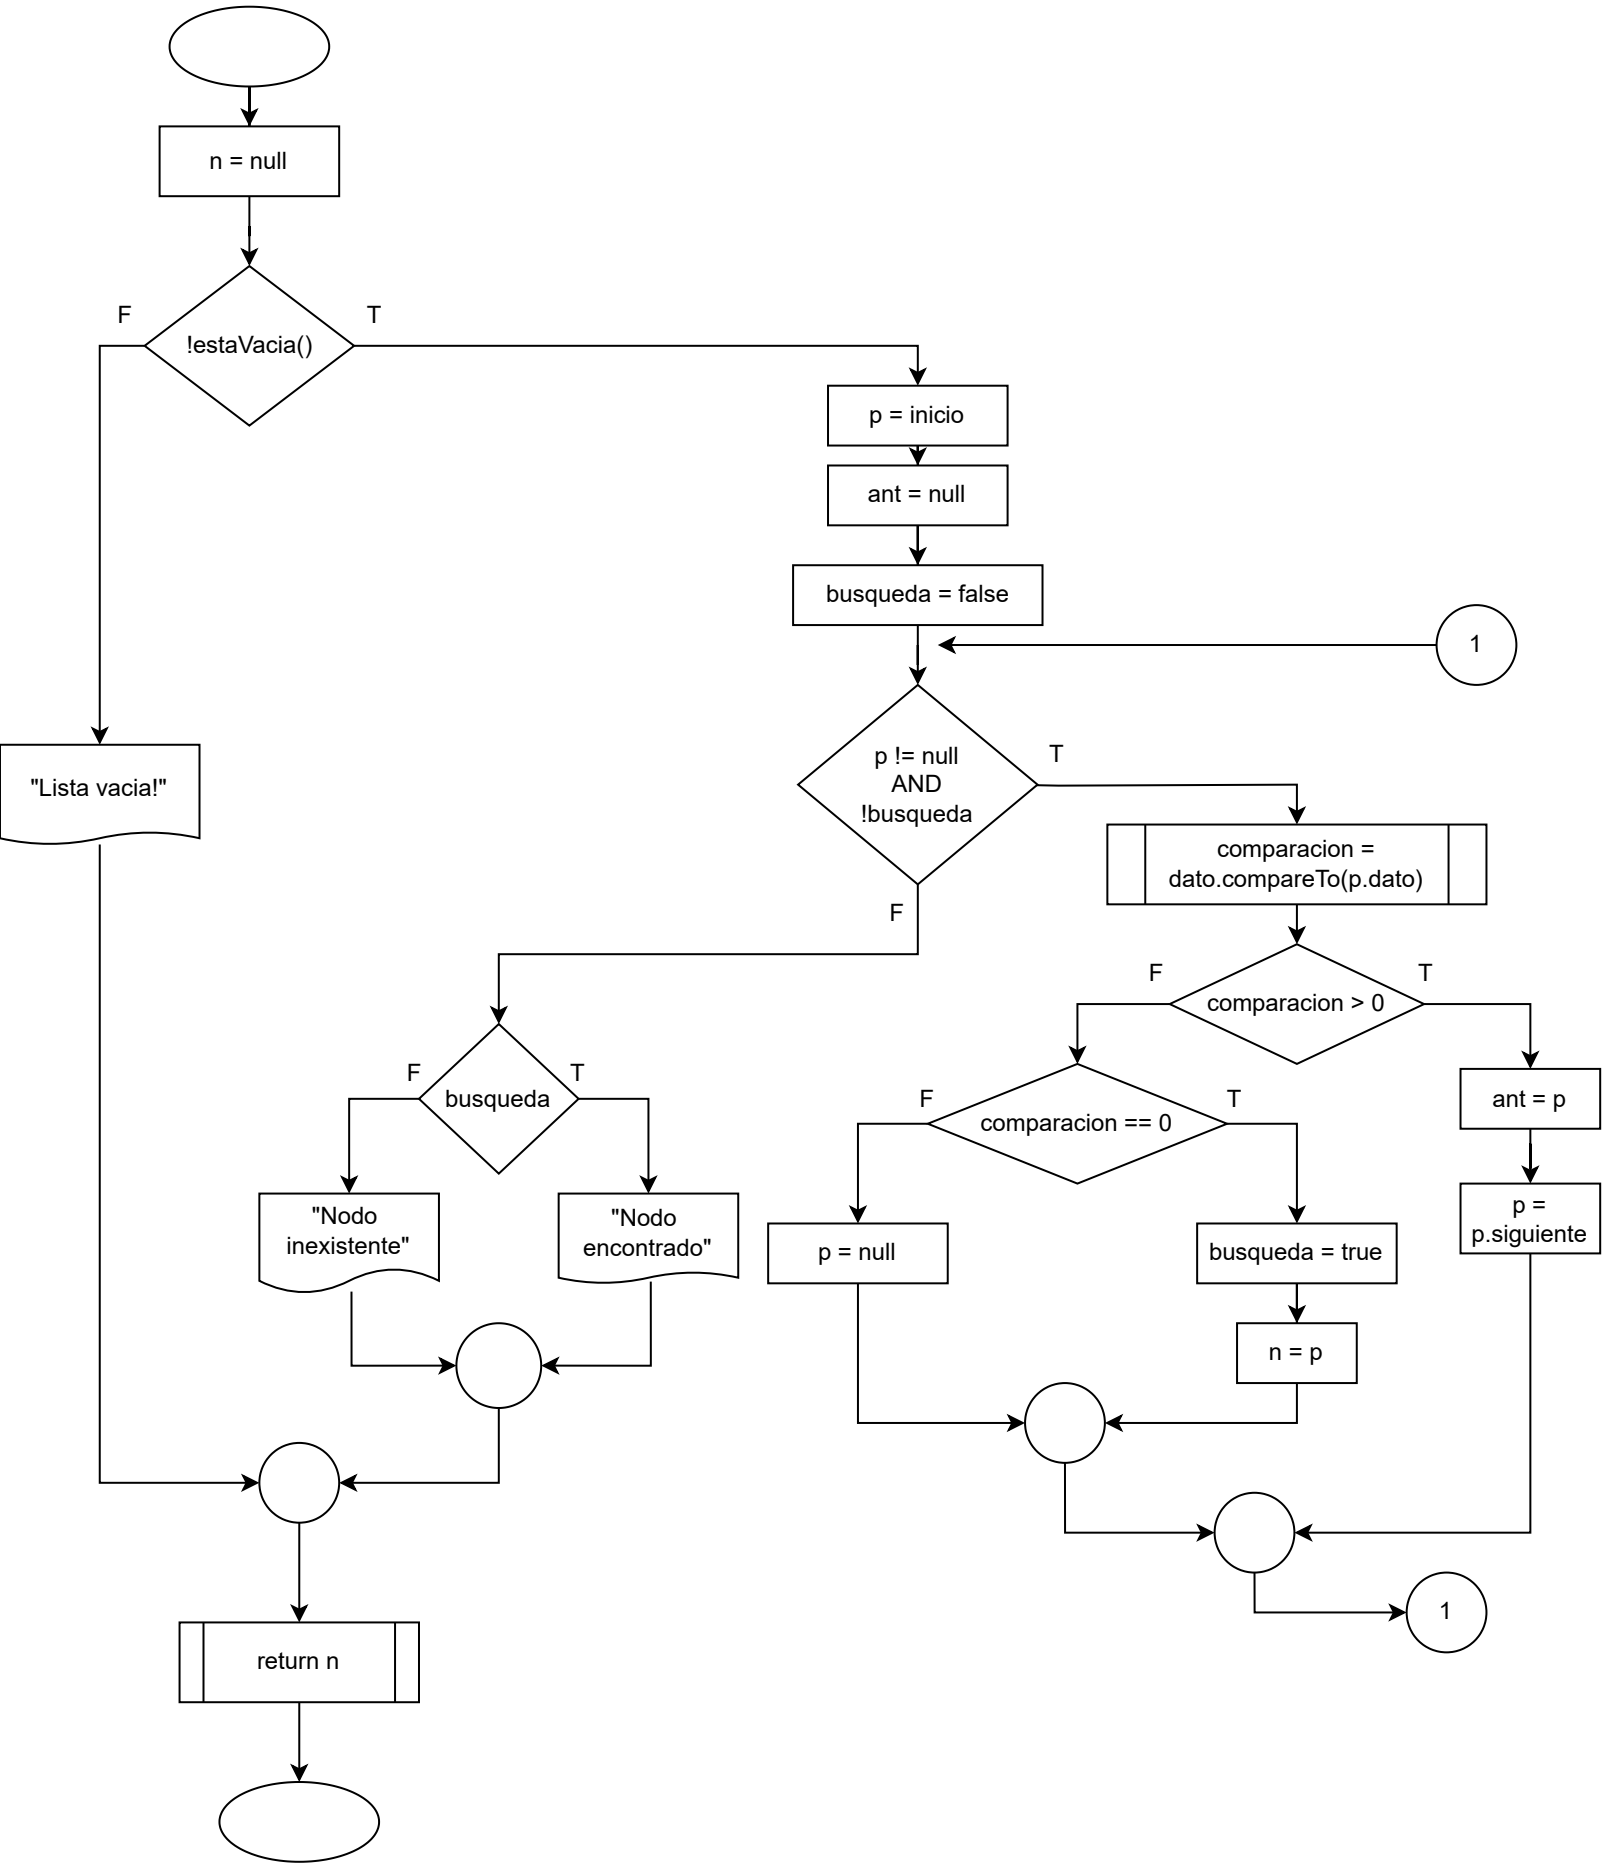 n = null
F
T
!estaVacia()
p = inicio
ant = null
busqueda = false
1
p != null
AND
!busqueda
T
F
"Lista vacia!"
comparacion =
dato.compareTo(p.dato)
F
T
comparacion > 0
F
T
busqueda
F
T
comparacion == 0
ant = p
"Nodo
inexistente"
"Nodo
encontrado"
p = null
busqueda = true
p =
p.siguiente
n = p
1
return n